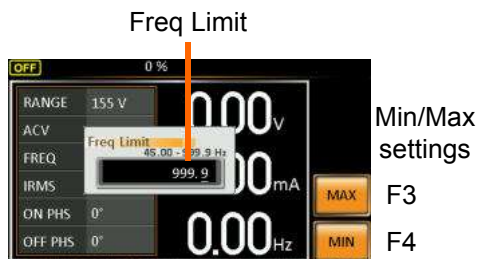 Freq Limit
OFF 0 %
RANGE 155 V
0.00V
ACV
Freq Limit
45.00 - 999.9 Hz
FREQ
999.9
mA
IRMS
ON PHS 0°
OFF PHS 0°
0.00Hz
MAX
MIN
Min/Max
settings
F3
F4